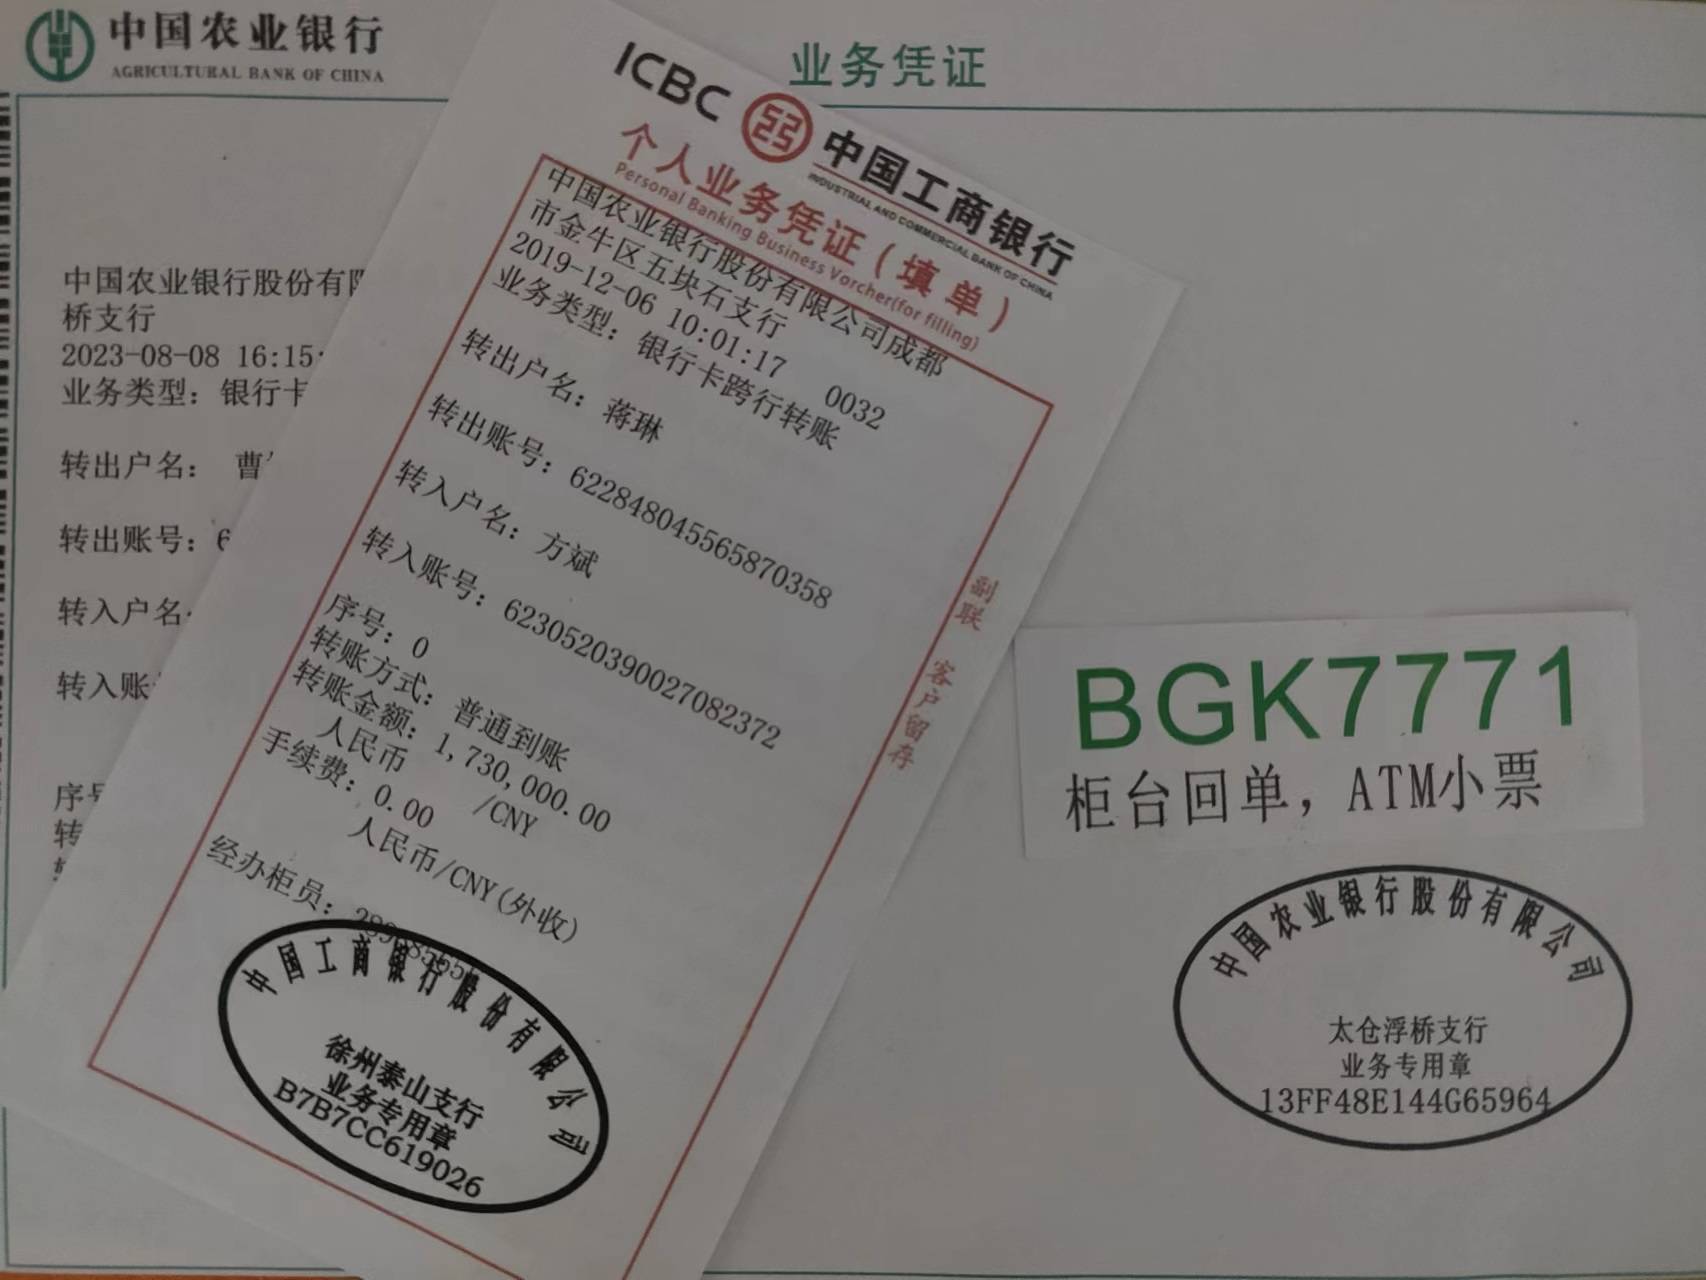 中国农业银行
AGRICULTURAL BANK OF CHINA
业务凭证
中国农业银行股份有限
桥支行
2023-08-08 16:15:
业务类型：银行卡
转出户名： 曹
转出账号：6
转入户名
转入账
序号
转
ICBC 中国工商银行
INDUSTRIAL AND COMMERCIAL BANK OF CHINA
个人业务凭证（填单）
Personal Banking Business Vorcher(for filling)
中国农业银行股份有限公司成都
市金牛区五块石支行
2019-12-06 10:01:17 0032
业务类型：银行卡跨行转账
转出户名：蒋琳
转出账号：6228480455565870358
转入户名：方斌
转入账号：6230520390027082372
序号：0
转账方式：普通到账
转账金额：1,730,000.00
人民币 /CNY
手续费：0.00
人民币/CNY(外收)
经办柜员：
副联 客户留存
中国工商银行股份有限公司
徐州泰山支行
业务专用章
B7B7CC619026
BGK7771
柜台回单，ATM小票
中国农业银行股份有限公司
太仓浮桥支行
业务专用章
13FF48E144G65964